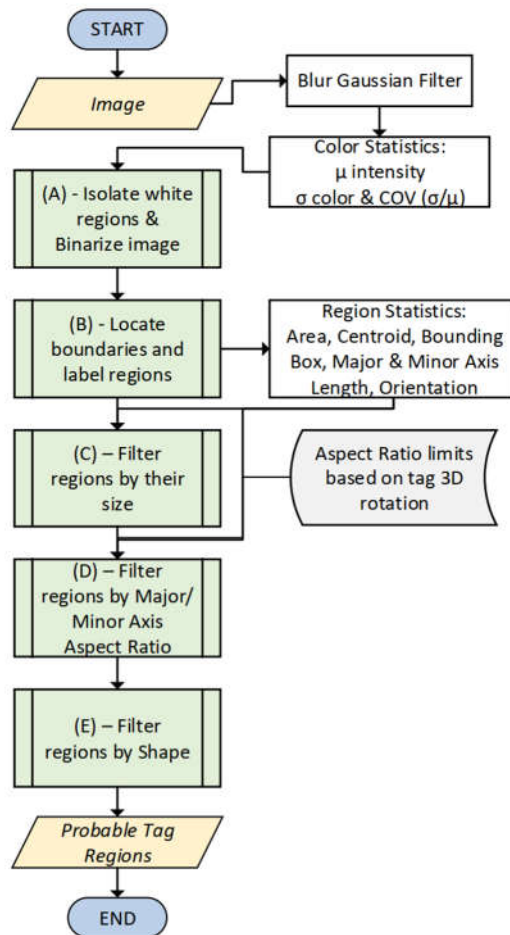 START
Image
Blur Gaussian Filter
Color Statistics:
μ intensity
σ color & COV (σ/μ)
(A) - Isolate white
regions &
Binarize image
(B) - Locate
boundaries and
label regions
Region Statistics:
Area, Centroid, Bounding
Box, Major & Minor Axis
Length, Orientation
(C) – Filter
regions by their
size
Aspect Ratio limits
based on tag 3D
rotation
(D) – Filter
regions by Major/
Minor Axis
Aspect Ratio
(E) – Filter
regions by Shape
Probable Tag
Regions
END